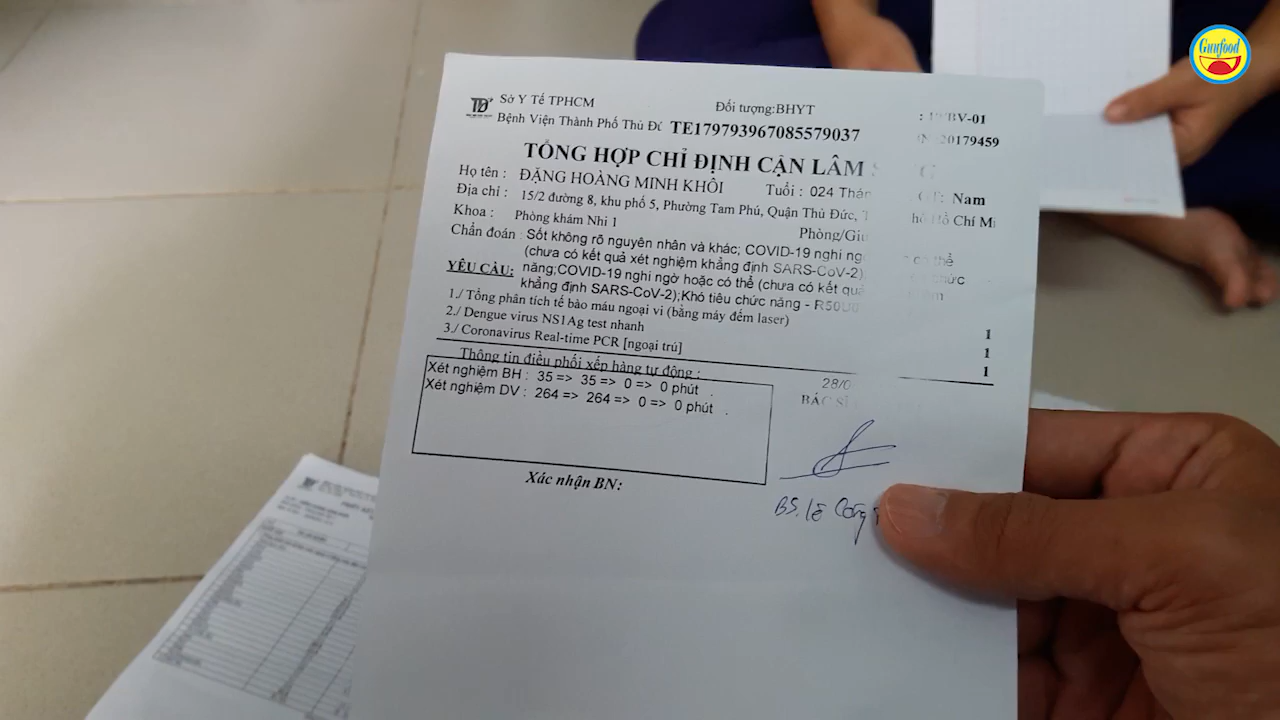 Gunfood
Sở Y Tế TPHCM
Đối tượng:BHYT
Bệnh Viện Thành Phố Thủ Đức TE1797939670855​79037
20179459
TỔNG HỢP CHỈ ĐỊNH CẬN LÂM
Họ tên : ĐẶNG HOÀNG MINH KHÔI Tuổi : 024 Thán Nam
Địa chỉ : 15/2 đường 8, khu phố 5, Phường Tam Phú, Quận Thủ Đức, Hồ Chí Mi
Khoa : Phòng khám Nhi 1
Phòng/Giư
Chẩn đoán : Sốt không rõ nguyên nhân và khác; COVID-19 nghi ngờ có thể
(chưa có kết quả xét nghiệm khẳng định SARS-CoV-2)
năng;COVID-19 nghi ngờ hoặc có thể (chưa có kết quả
khẳng định SARS-CoV-2);Khó tiêu chức năng - R50
YÊU CẦU:
1./ Tổng phân tích tế bào máu ngoại vi (bằng máy đếm laser) 1
2./ Dengue virus NS1Ag test nhanh 1
3./ Coronavirus Real-time PCR [ngoại trú] 1
Thông tin điều phối xếp hàng tự động :
Xét nghiệm BH : 35 => 35 => 0 => 0 phút .
Xét nghiệm DV : 264 => 264 => 0 => 0 phút .
28/0
BÁC SĨ
Xác nhận BN:
BS. Lê Công